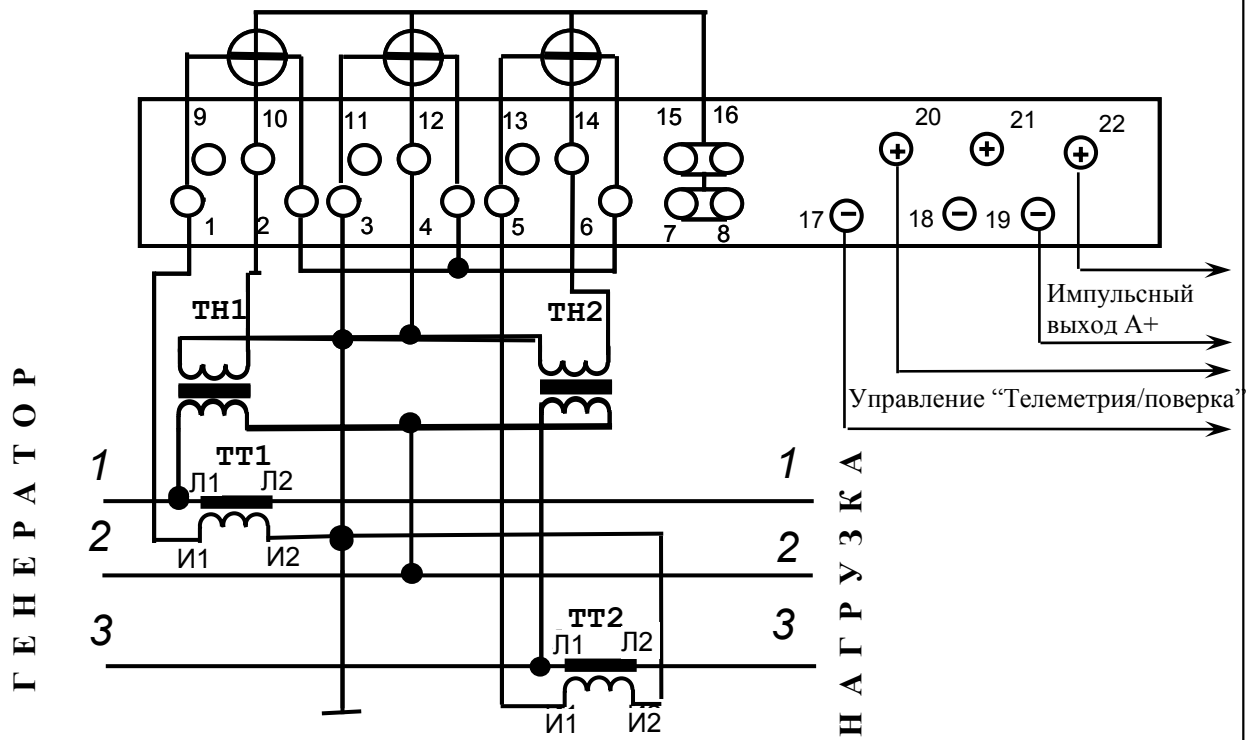 9 10 11 12 13 14 15 16
20 21 22
1 2 3 4 5 6 7 8
17 18 19
ТН1 ТН2
Импульсный
выход А+
Управление “Телеметрия/поверка”
ГЕНЕРАТОР
НАГРУЗКА
ТТ1
1 Л1 Л2 1
2 И1 И2 2
ТТ2
3 Л1 Л2 3
И1 И2